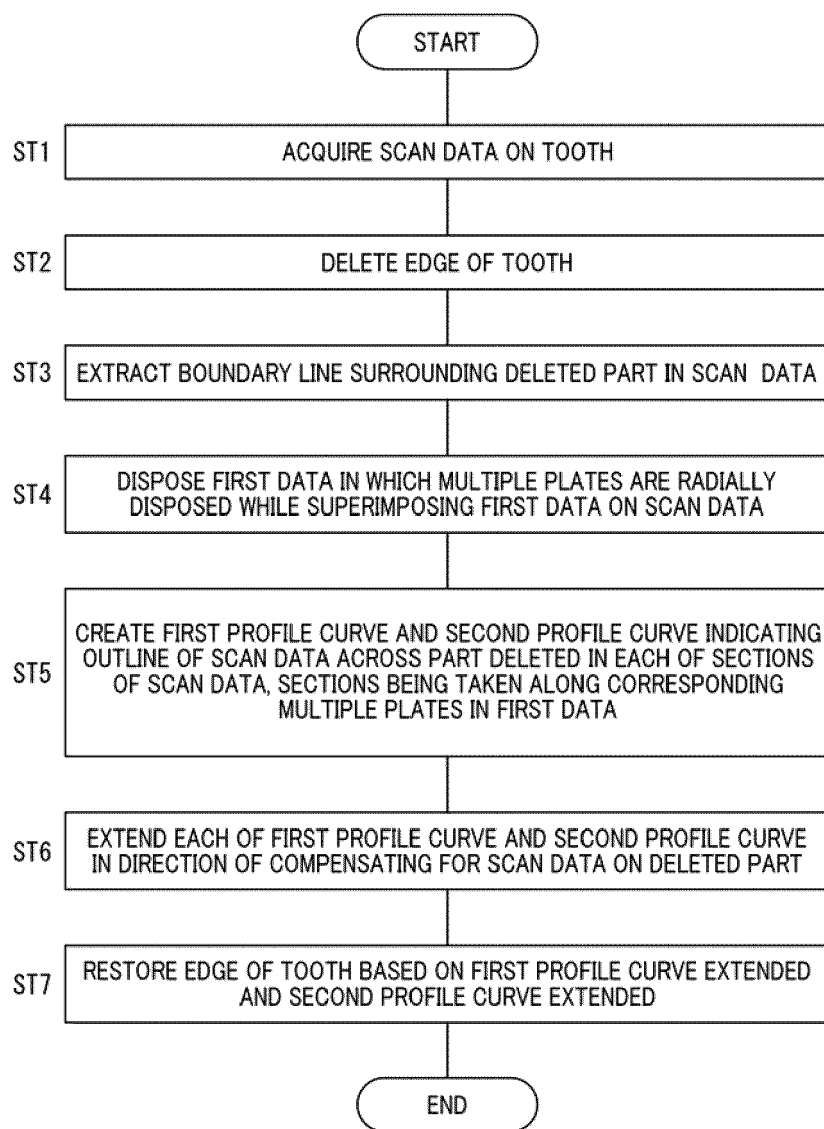 START
ST1
ACQUIRE SCAN DATA ON TOOTH
ST2
DELETE EDGE OF TOOTH
ST3
EXTRACT BOUNDARY LINE SURROUNDING DELETED PART IN SCAN DATA
ST4
DISPOSE FIRST DATA IN WHICH MULTIPLE PLATES ARE RADIALLY
DISPOSED WHILE SUPERIMPOSING FIRST DATA ON SCAN DATA
ST5
CREATE FIRST PROFILE CURVE AND SECOND PROFILE CURVE INDICATING
OUTLINE OF SCAN DATA ACROSS PART DELETED IN EACH OF SECTIONS
OF SCAN DATA, SECTIONS BEING TAKEN ALONG CORRESPONDING
MULTIPLE PLATES IN FIRST DATA
ST6
EXTEND EACH OF FIRST PROFILE CURVE AND SECOND PROFILE CURVE
IN DIRECTION OF COMPENSATING FOR SCAN DATA ON DELETED PART
ST7
RESTORE EDGE OF TOOTH BASED ON FIRST PROFILE CURVE EXTENDED
AND SECOND PROFILE CURVE EXTENDED
END